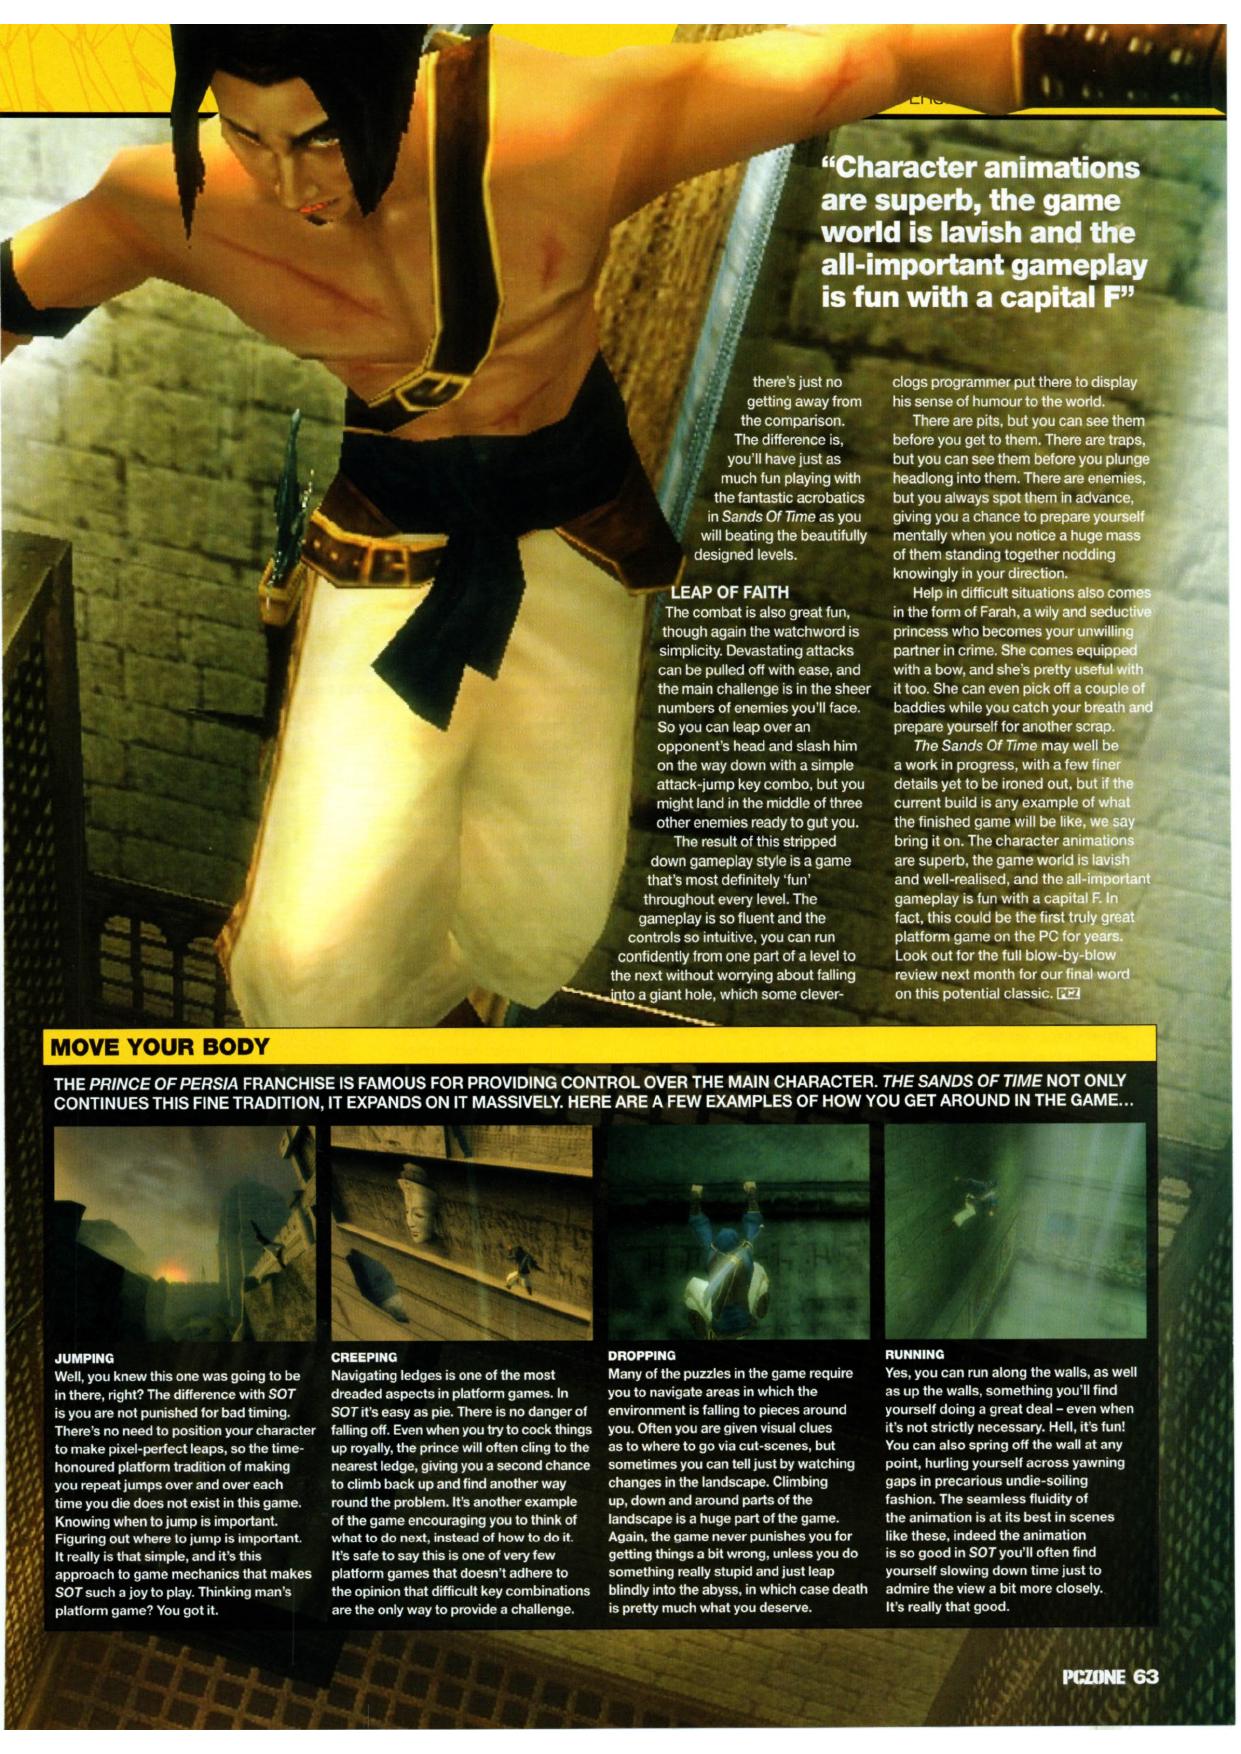 “Character animations
are superb, the game
world is lavish and the
all-important gameplay
is fun with a capital F”
there's just no
getting away from
the comparison.
The difference is,
you'll have just as
much fun playing with
the fantastic acrobatics
in Sands Of Time as you
will beating the beautifully
designed levels.
LEAP OF FAITH
The combat is also great fun,
though again the watchword is
simplicity. Devastating attacks
can be pulled off with ease, and
the main challenge is in the sheer
numbers of enemies you'll face.
So you can leap over an
opponent's head and slash him
on the way down with a simple
attack-jump key combo, but you
might land in the middle of three
other enemies ready to gut you.
The result of this stripped
down gameplay style is a game
that's most definitely ‘fun’
throughout every level. The
gameplay is so fluent and the
controls so intuitive, you can run
confidently from one part of a level to
the next without worrying about falling
into a giant hole, which some clever-
clogs programmer put there to display
his sense of humour to the world.
There are pits, but you can see them
before you get to them. There are traps,
but you can see them before you plunge
headlong into them. There are enemies,
but you always spot them in advance,
giving you a chance to prepare yourself
mentally when you notice a huge mass
of them standing together nodding
knowingly in your direction.
Help in difficult situations also comes
in the form of Farah, a wily and seductive
princess who becomes your unwilling
partner in crime. She comes equipped
with a bow, and she's pretty useful with
it too. She can even pick off a couple of
baddies while you catch your breath and
prepare yourself for another scrap.
The Sands Of Time may well be
a work in progress, with a few finer
details yet to be ironed out, but if the
current build is any example of what
the finished game will be like, we say
bring it on. The character animations
are superb, the game world is lavish
and well-realised, and the all-important
gameplay is fun with a capital F. In
fact, this could be the first truly great
platform game on the PC for years.
Look out for the full blow-by-blow
review next month for our final word
on this potential classic. PCZ
MOVE YOUR BODY
THE PRINCE OF PERSIA FRANCHISE IS FAMOUS FOR PROVIDING CONTROL OVER THE MAIN CHARACTER. THE SANDS OF TIME NOT ONLY
CONTINUES THIS FINE TRADITION, IT EXPANDS ON IT MASSIVELY. HERE ARE A FEW EXAMPLES OF HOW YOU GET AROUND IN THE GAME...
JUMPING
Well, you knew this one was going to be
in there, right? The difference with SOT
is you are not punished for bad timing.
There's no need to position your character
to make pixel-perfect leaps, so the time-
honoured platform tradition of making
you repeat jumps over and over each
time you die does not exist in this game.
Knowing when to jump is important.
Figuring out where to jump is important.
It really is that simple, and it's this
approach to game mechanics that makes
SOT such a joy to play. Thinking man's
platform game? You got it.
CREEPING
Navigating ledges is one of the most
dreaded aspects in platform games. In
SOT it's easy as pie. There is no danger of
falling off. Even when you try to cock things
up royally, the prince will often cling to the
nearest ledge, giving you a second chance
to climb back up and find another way
round the problem. It's another example
of the game encouraging you to think of
what to do next, instead of how to do it.
It's safe to say this is one of very few
platform games that doesn't adhere to
the opinion that difficult key combinations
are the only way to provide a challenge.
DROPPING
Many of the puzzles in the game require
you to navigate areas in which the
environment is falling to pieces around
you. Often you are given visual clues
as to where to go via cut-scenes, but
sometimes you can tell just by watching
changes in the landscape. Climbing
up, down and around parts of the
landscape is a huge part of the game.
Again, the game never punishes you for
getting things a bit wrong, unless you do
something really stupid and just leap
blindly into the abyss, in which case death
is pretty much what you deserve.
RUNNING
Yes, you can run along the walls, as well
as up the walls, something you'll find
yourself doing a great deal – even when
it's not strictly necessary. Hell, it's fun!
You can also spring off the wall at any
point, hurling yourself across yawning
gaps in precarious undie-soiling
fashion. The seamless fluidity of
the animation is at its best in scenes
like these, indeed the animation
is so good in SOT you'll often find
yourself slowing down time just to
admire the view a bit more closely.
It's really that good.
PCZONE 63